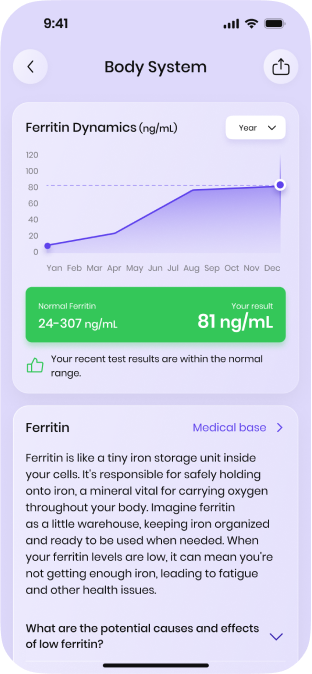 9:41
Body System
Ferritin Dynamics (ng/mL)
Year
120
100
80
60
40
20
0
Yan Feb Mar Apr May Jun Jul Aug Sep Oct Nov Dec
Normal Ferritin
Your result
24-307 ng/mL
81 ng/mL
Your recent test results are within the normal
range.
Ferritin
Medical base
Ferritin is like a tiny iron storage unit inside
your cells. It's responsible for safely holding
onto iron, a mineral vital for carrying oxygen
throughout your body. Imagine ferritin
as a little warehouse, keeping iron organized
and ready to be used when needed. When
your ferritin levels are low, it can mean you're
not getting enough iron, leading to fatigue
and other health issues.
What are the potential causes and effects
of low ferritin?